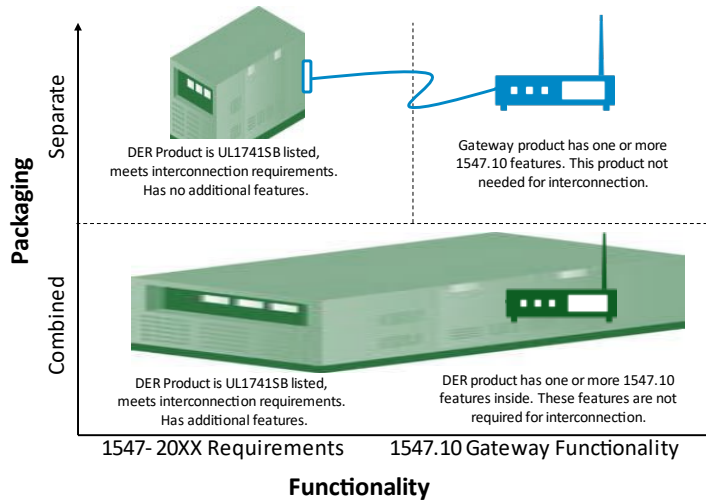 Packaging
Separate
DER Product is UL1741SB listed,
meets interconnection requirements.
Has no additional features.
Gateway product has one or more
1547.10 features. This product not
needed for interconnection.
Combined
DER Product is UL1741SB listed,
meets interconnection requirements.
Has additional features.
DER product has one or more 1547.10
features inside. These features are not
required for interconnection.
1547-20XX Requirements
1547.10 Gateway Functionality
Functionality